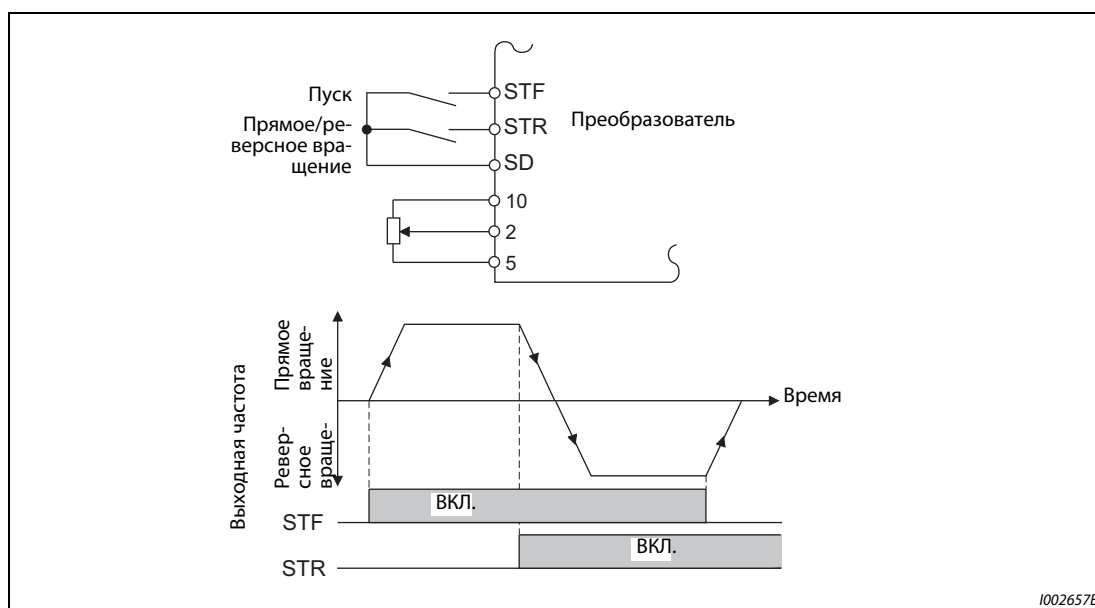 Пуск
Прямое/ре-
версное вра-
щение
STF
STR
SD
10
2
5
Преобразователь
Выходная частота
Прямое
враще-
ние
Ревер-
сное
враще-
Время
ВКЛ.
STF
ВКЛ.
STR
I002657E